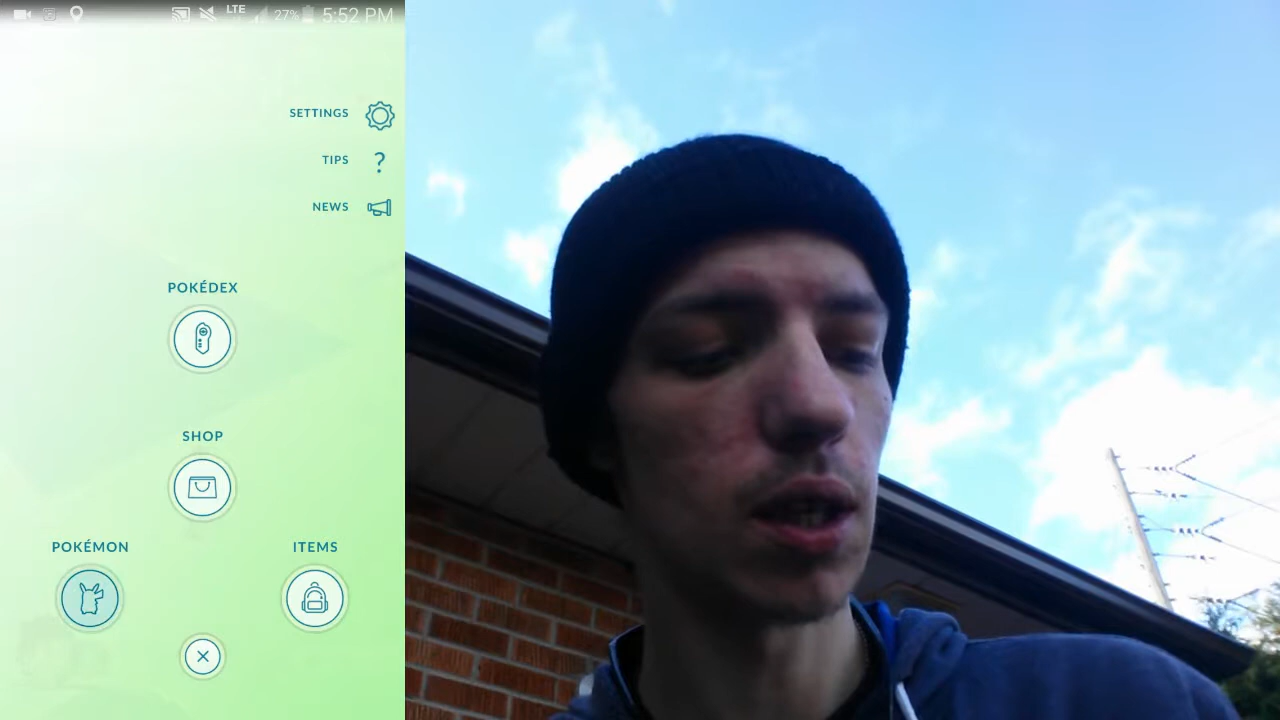 LTE 27% 5:52 PM
SETTINGS
TIPS ?
NEWS
POKÉDEX
SHOP
POKÉMON
ITEMS